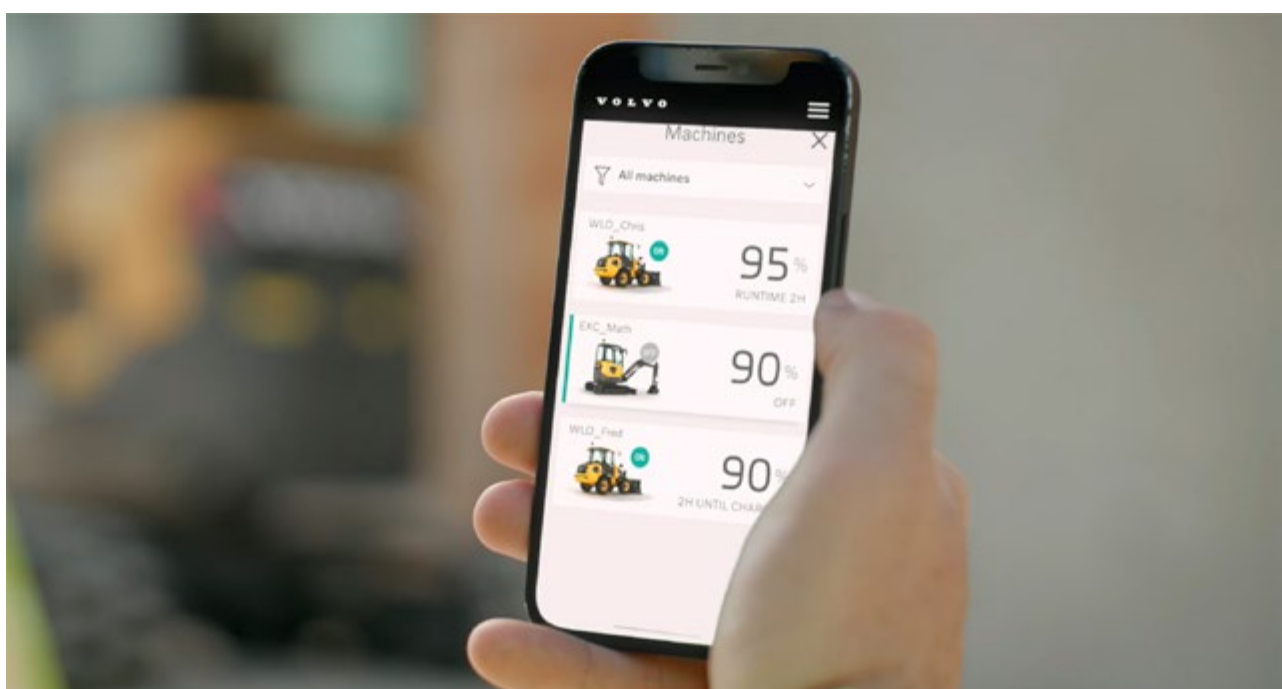 VOLVO
Machines
All machines
WLO_Chris
ON
95%
RUNTIME 2H
EXC_Math
90%
OFF
WLO_Fred
ON
90%
2H UNTIL